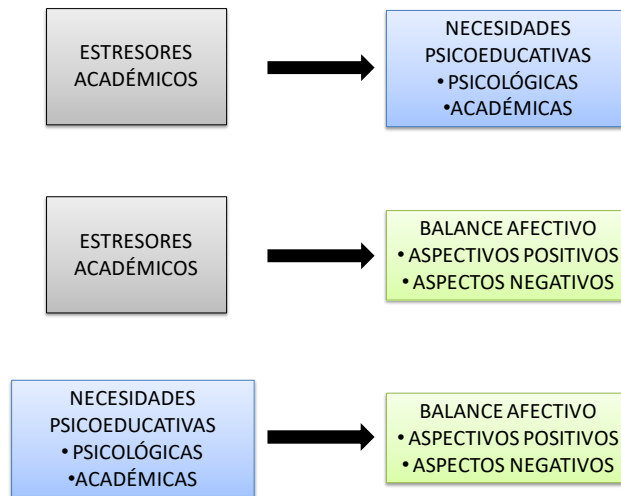 ESTRESORES
ACADÉMICOS
NECESIDADES
PSICOEDUCATIVAS
• PSICOLÓGICAS
• ACADÉMICAS
ESTRESORES
ACADÉMICOS
BALANCE AFECTIVO
• ASPECTIVOS POSITIVOS
• ASPECTOS NEGATIVOS
NECESIDADES
PSICOEDUCATIVAS
• PSICOLÓGICAS
• ACADÉMICAS
BALANCE AFECTIVO
• ASPECTIVOS POSITIVOS
• ASPECTOS NEGATIVOS